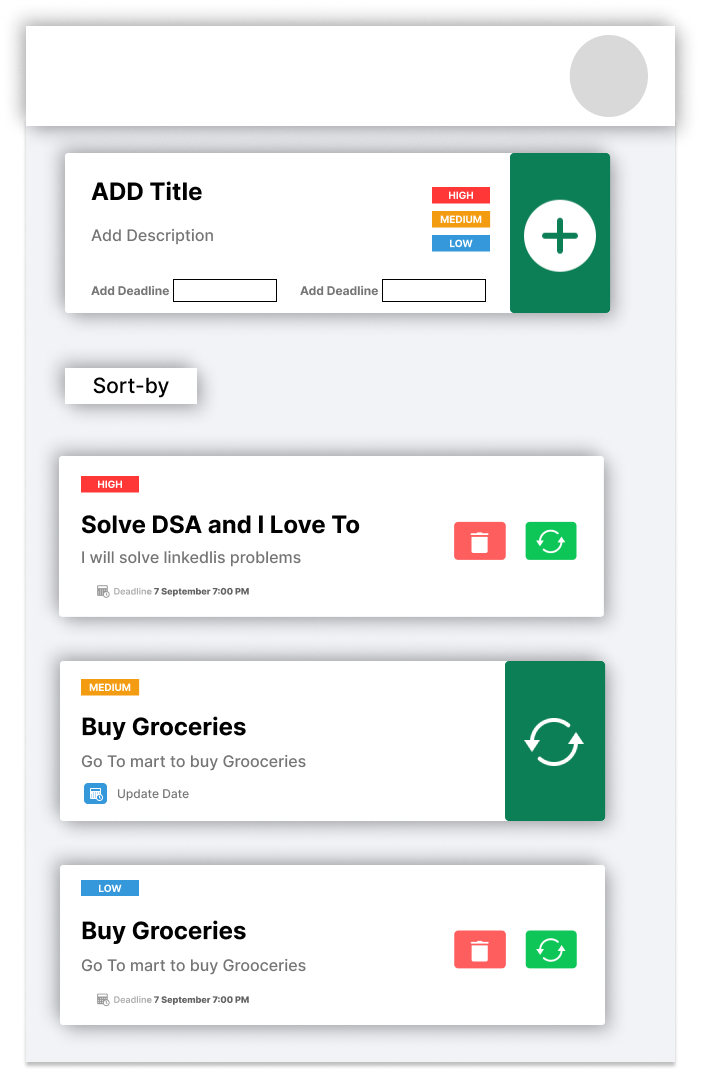 ADD Title
HIGH
MEDIUM
Add Description
LOW
Add Deadline
Add Deadline
Sort-by
HIGH
Solve DSA and I Love To
I will solve linkedlis problems
Deadline 7 September 7:00 PM
MEDIUM
Buy Groceries
Go To mart to buy Grooceries
Update Date
LOW
Buy Groceries
Go To mart to buy Grooceries
Deadline 7 September 7:00 PM